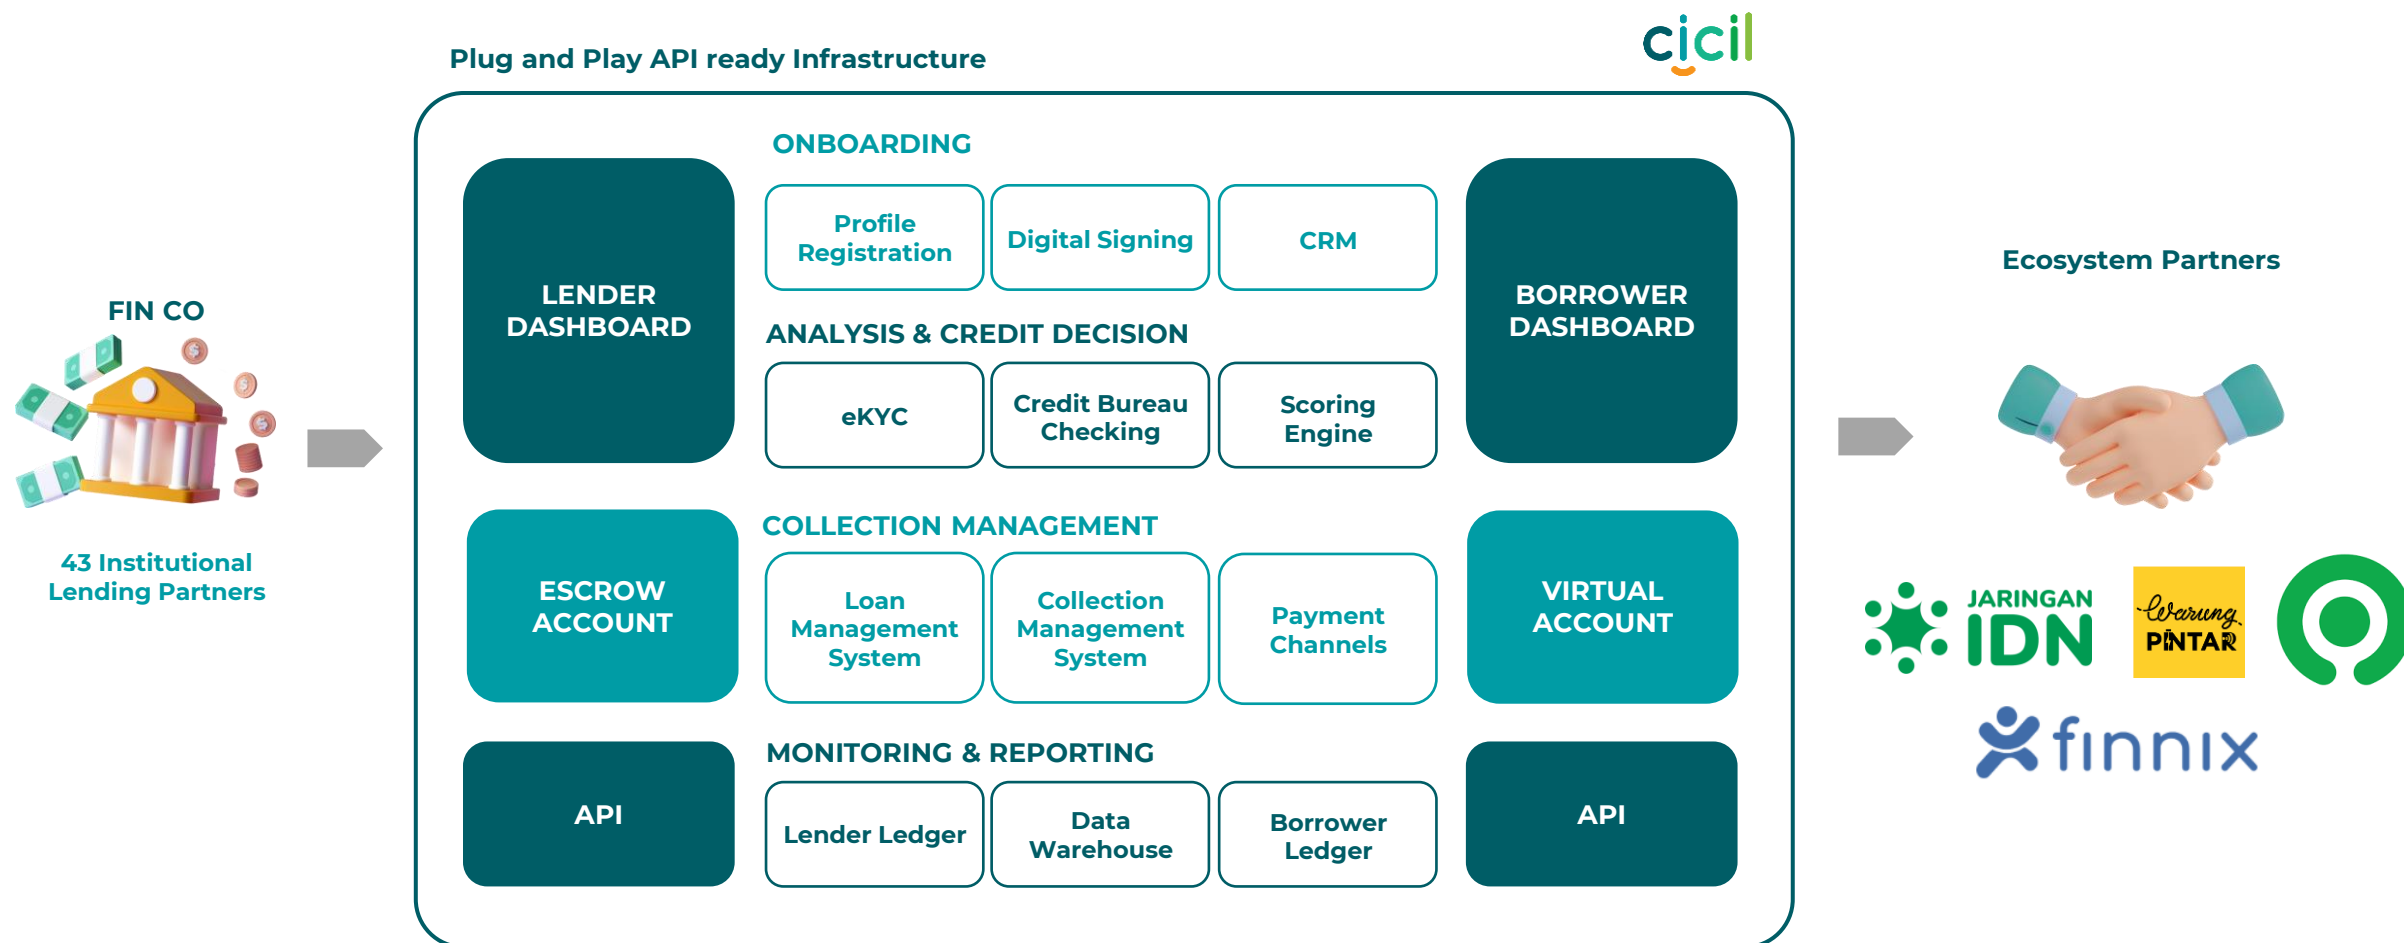 cicil
Plug and Play API ready Infrastructure
FIN CO
43 Institutional
Lending Partners
LENDER
DASHBOARD
ESCROW
ACCOUNT
API
ONBOARDING
Profile
Registration
Digital Signing
CRM
ANALYSIS & CREDIT DECISION
eKYC
Credit Bureau
Checking
Scoring
Engine
COLLECTION MANAGEMENT
Loan
Management
System
Collection
Management
System
Payment
Channels
MONITORING & REPORTING
Lender Ledger
Data
Warehouse
Borrower
Ledger
BORROWER
DASHBOARD
VIRTUAL
ACCOUNT
API
Ecosystem Partners
JARINGAN
IDN
Warung
PINTAR
finnix